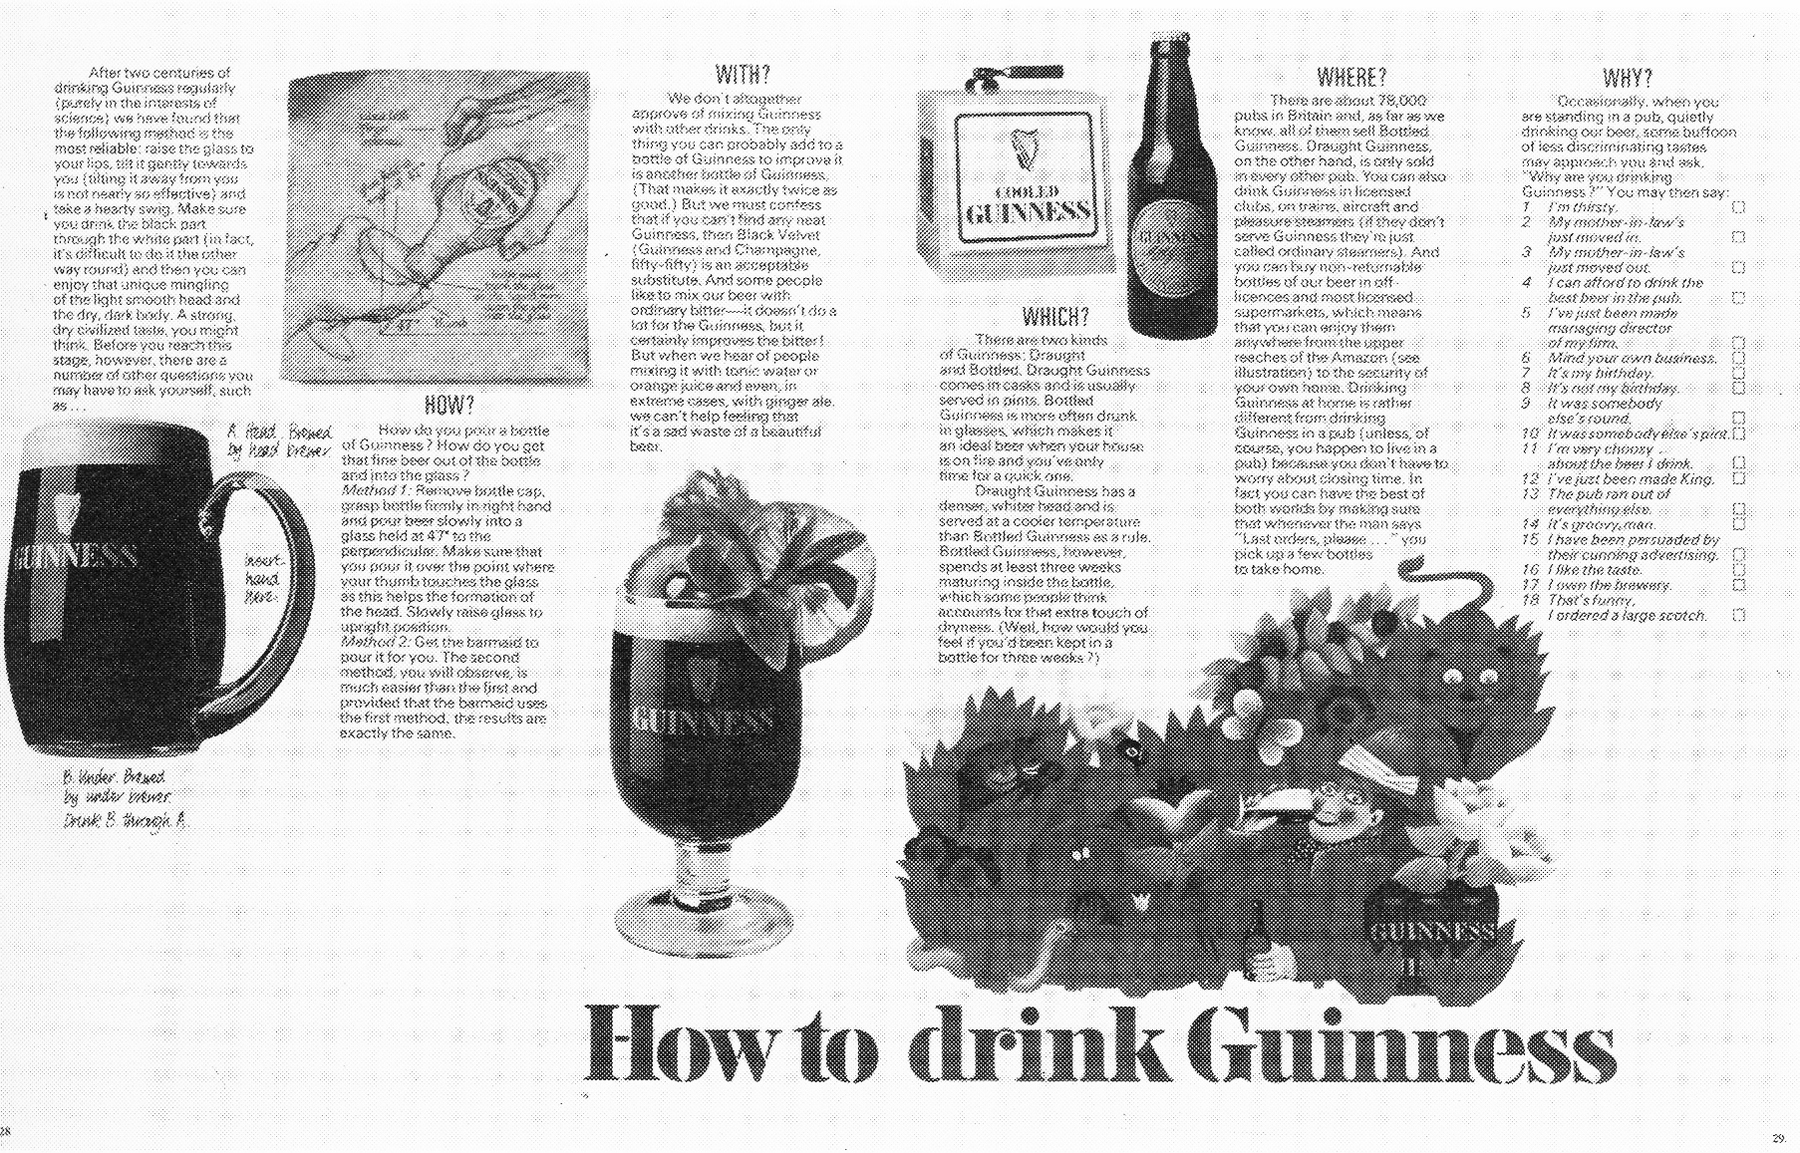 After two centuries of
drinking Guinness regularly
(purely in the interests of
science) we have found that
the following method is the
most reliable: raise the glass to
your lips, tilt it gently towards
you (tilting it away from you
is not nearly so effective) and
take a hearty swig. Make sure
you drink the black part
through the white part (in fact,
it's difficult to do it the other
way round) and then you can
enjoy that unique mingling
of the light smooth head and
the dry, dark body. A strong,
dry civilized taste, you might
think. Before you reach this
stage, however, there are a
number of other questions you
may have to ask yourself, such
as ...
A. Head. Brewed
by head brewer.
GUINNESS
insert
hand
here.
B. Under. Brewed
by under brewer.
Drink B. through A.
47°
thumb
HOW?
How do you pour a bottle
of Guinness? How do you get
that fine beer out of the bottle
and into the glass?
Method 1: Remove bottle cap,
grasp bottle firmly in right hand
and pour beer slowly into a
glass held at 47° to the
perpendicular. Make sure that
you pour it over the point where
your thumb touches the glass
as this helps the formation of
the head. Slowly raise glass to
upright position.
Method 2: Get the barmaid to
pour it for you. The second
method, you will observe, is
much easier than the first and
provided that the barmaid uses
the first method, the results are
exactly the same.
WITH?
We don't altogether
approve of mixing Guinness
with other drinks. The only
thing you can probably add to a
bottle of Guinness to improve it
is another bottle of Guinness.
(That makes it exactly twice as
good.) But we must confess
that if you can't find any neat
Guinness, then Black Velvet
(Guinness and Champagne,
fifty-fifty) is an acceptable
substitute. And some people
like to mix our beer with
ordinary bitter—it doesn't do a
lot for the Guinness, but it
certainly improves the bitter!
But when we hear of people
mixing it with tonic water or
orange juice and even, in
extreme cases, with ginger ale,
we can't help feeling that
it's a sad waste of a beautiful
beer.
GUINNESS
COOLED
GUINNESS
GUINNESS
WHICH?
There are two kinds
of Guinness: Draught
and Bottled. Draught Guinness
comes in casks and is usually
served in pints. Bottled
Guinness is more often drunk
in glasses, which makes it
an ideal beer when your house
is on fire and you've only
time for a quick one.
Draught Guinness has a
denser, whiter head and is
served at a cooler temperature
than Bottled Guinness as a rule.
Bottled Guinness, however,
spends at least three weeks
maturing inside the bottle,
which some people think
accounts for that extra touch of
dryness. (Well, how would you
feel if you'd been kept in a
bottle for three weeks?)
WHERE?
There are about 78,000
pubs in Britain and, as far as we
know, all of them sell Bottled
Guinness. Draught Guinness,
on the other hand, is only sold
in every other pub. You can also
drink Guinness in licensed
clubs, on trains, aircraft and
pleasure steamers (if they don't
serve Guinness they're just
called ordinary steamers). And
you can buy non-returnable
bottles of our beer in off-
licences and most licensed
supermarkets, which means
that you can enjoy them
anywhere from the upper
reaches of the Amazon (see
illustration) to the security of
your own home. Drinking
Guinness at home is rather
different from drinking
Guinness in a pub (unless, of
course, you happen to live in a
pub) because you don't have to
worry about closing time. In
fact you can have the best of
both worlds by making sure
that whenever the man says
"Last orders, please ..." you
pick up a few bottles
to take home.
WHY?
Occasionally, when you
are standing in a pub, quietly
drinking our beer, some buffoon
of less discriminating tastes
may approach you and ask,
"Why are you drinking
Guinness?" You may then say:
1 I'm thirsty.
2 My mother-in-law's
just moved in.
3 My mother-in-law's
just moved out.
4 I can afford to drink the
best beer in the pub.
5 I've just been made
managing director
of my firm.
6 Mind your own business.
7 It's my birthday.
8 It's not my birthday.
9 It was somebody
else's round.
10 It was somebody else's pint.
11 I'm very choosy
about the beer I drink.
12 I've just been made King.
13 The pub ran out of
everything else.
14 It's groovy, man.
15 I have been persuaded by
their cunning advertising.
16 I like the taste.
17 I own the brewery.
18 That's funny,
I ordered a large scotch.
GUINNESS
How to drink Guinness
28
29